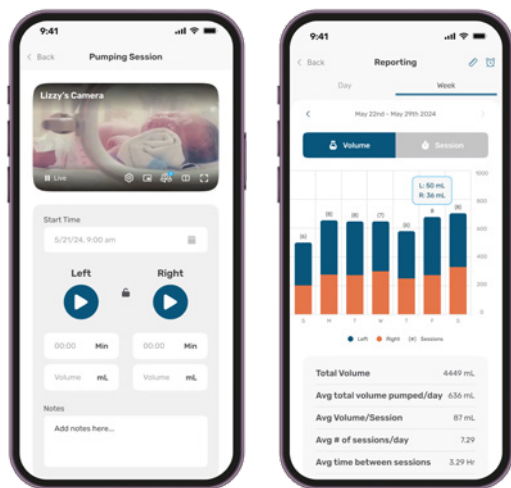 9:41
Back
Pumping Session
Lizzy's Camera
Live
Start Time
5/21/24, 9:00 am
Left
Right
00:00 Min
00:00 Min
Volume mL
Volume mL
Notes
Add notes here...
9:41
Back
Reporting
Day
Week
May 22nd - May 29th 2024
Volume
Session
L: 50 mL
R: 36 mL
1000
800
600
400
200
0
(6)
(8)
(8)
(7)
(5)
8
(8)
S M T W T F S
Left Right (#) Sessions
Total Volume 4449 mL
Avg total volume pumped/day 636 mL
Avg Volume/Session 87 mL
Avg # of sessions/day 7.29
Avg time between sessions 3.29 Hr